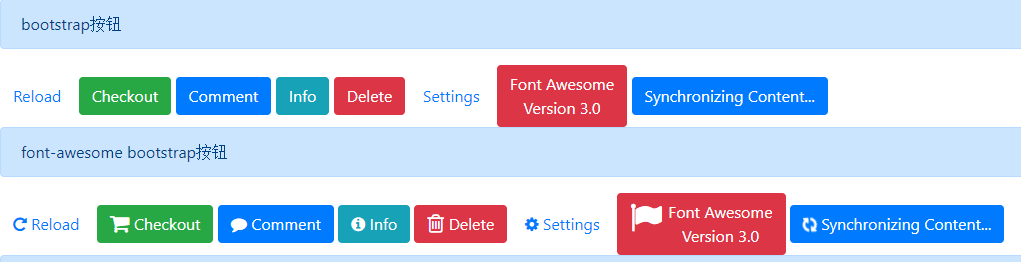 bootstrap按钮
Reload Checkout Comment Info Delete Settings Font Awesome
Version 3.0 Synchronizing Content...
font-awesome bootstrap按钮
Reload Checkout Comment Info Delete Settings Font Awesome
Version 3.0 Synchronizing Content...